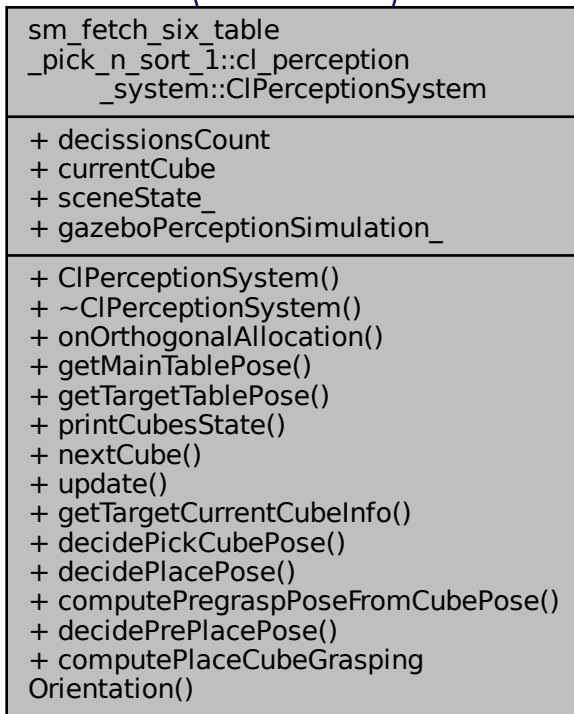 sm_fetch_six_table
_pick_n_sort_1::cl_perception
_system::ClPerceptionSystem
+ decissionsCount
+ currentCube
+ sceneState_
+ gazeboPerceptionSimulation_
+ ClPerceptionSystem()
+ ~ClPerceptionSystem()
+ onOrthogonalAllocation()
+ getMainTablePose()
+ getTargetTablePose()
+ printCubesState()
+ nextCube()
+ update()
+ getTargetCurrentCubeInfo()
+ decidePickCubePose()
+ decidePlacePose()
+ computePregraspPoseFromCubePose()
+ decidePrePlacePose()
+ computePlaceCubeGrasping
Orientation()